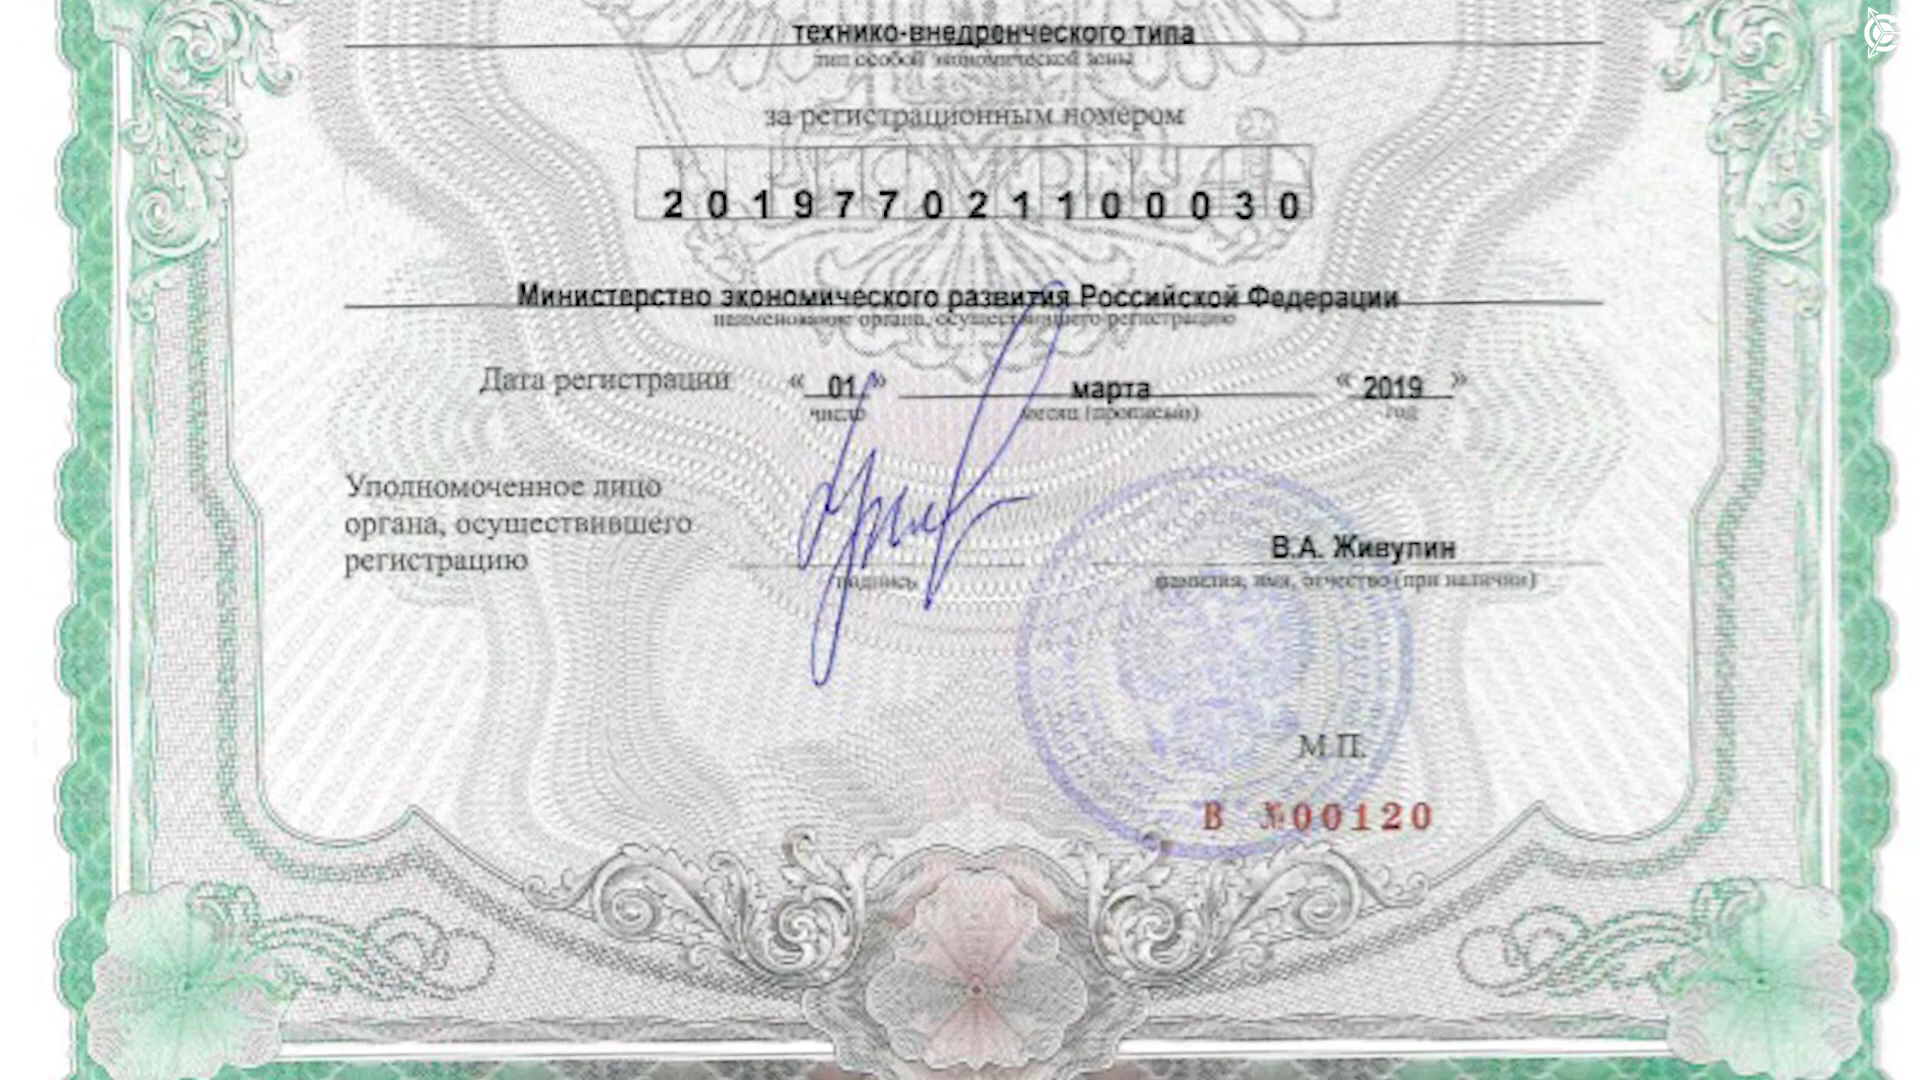 технико-внедренческого типа
тип особой экономической зоны
за регистрационным номером
201977021100030
Министерство экономического развития Российской Федерации
наименование органа, осуществившего регистрацию
Дата регистрации « 01 » марта « 2019 »
число месяц (прописью) год
Уполномоченное лицо
органа, осуществившего
регистрацию
В.А. Живулин
подпись фамилия, имя, отчество (при наличии)
М.П.
В №00120